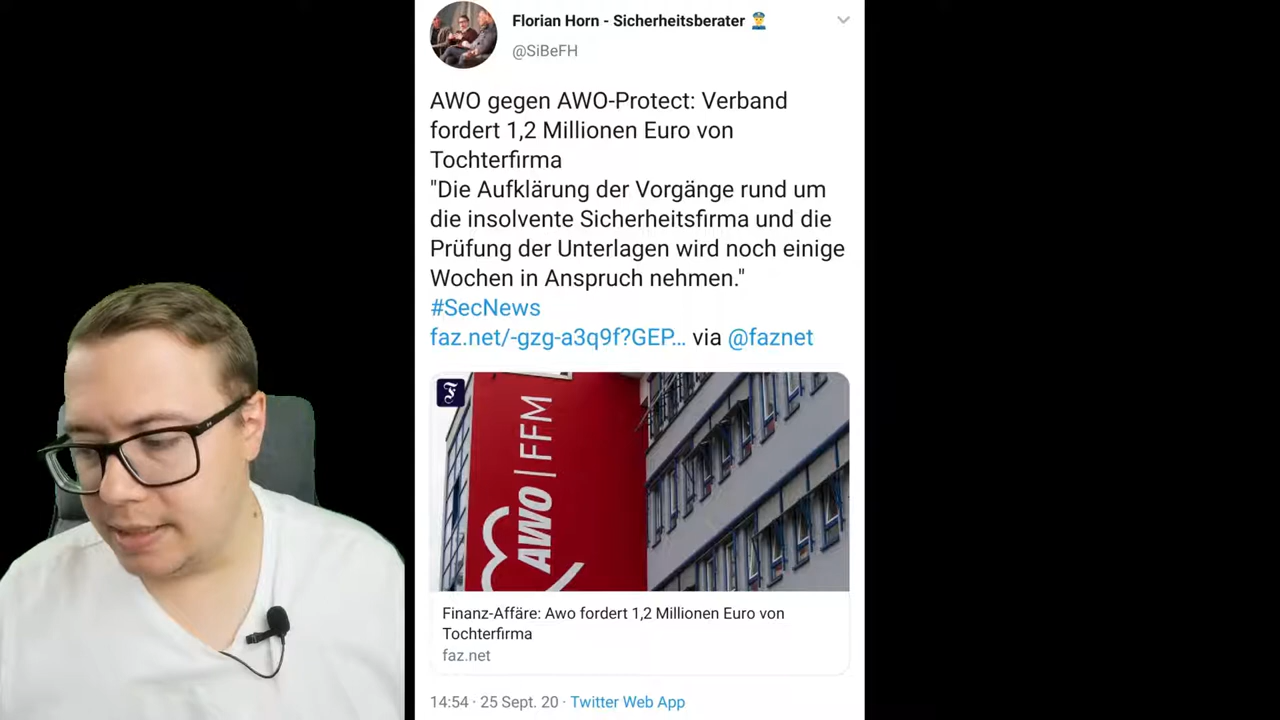 Florian Horn - Sicherheitsberater 👮
@SiBeFH
AWO gegen AWO-Protect: Verband
fordert 1,2 Millionen Euro von
Tochterfirma
"Die Aufklärung der Vorgänge rund um
die insolvente Sicherheitsfirma und die
Prüfung der Unterlagen wird noch einige
Wochen in Anspruch nehmen."
#SecNews
faz.net/-gzg-a3q9f?GEP... via @faznet
AWO | FFM
Finanz-Affäre: Awo fordert 1,2 Millionen Euro von
Tochterfirma
faz.net
14:54 · 25 Sept. 20 · Twitter Web App